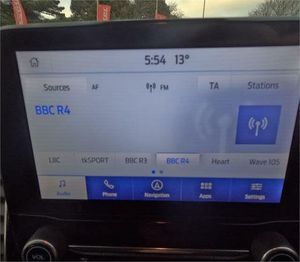 5:54 13°
Sources AF FM TA Stations
BBC R4
LBC talkSPORT BBC R3 BBC R4 Heart Wave 105
Audio Phone Navigation Apps Settings
VOL